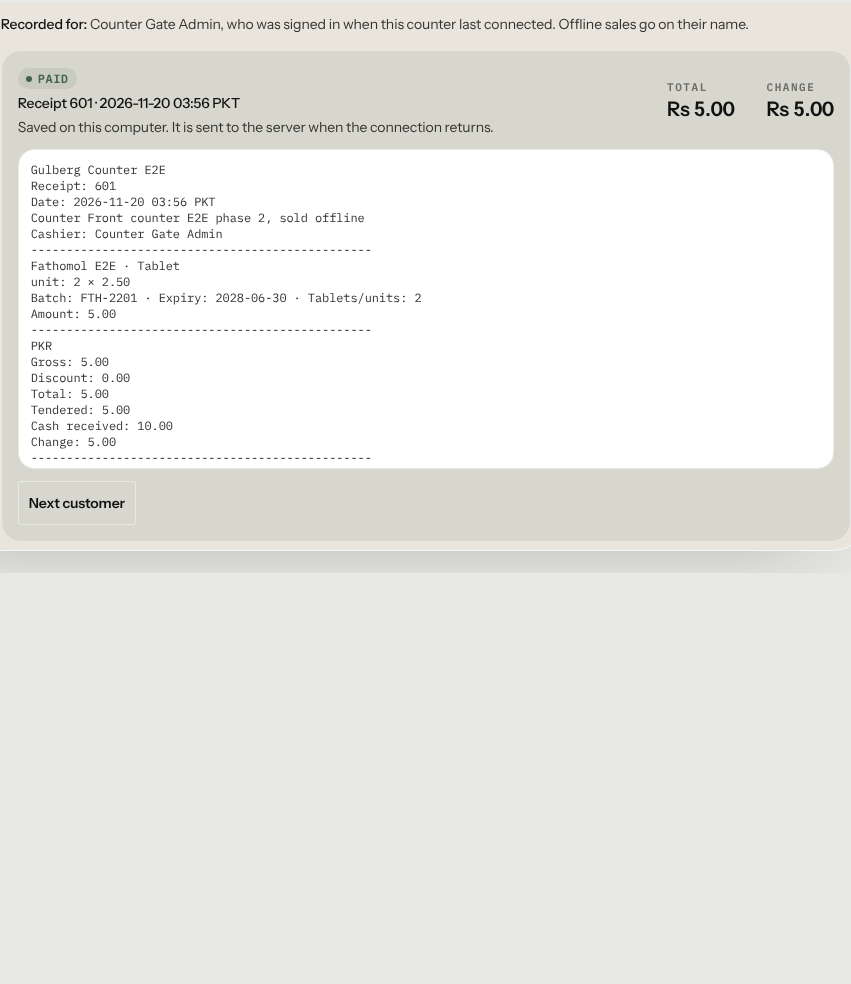 Recorded for: Counter Gate Admin, who was signed in when this counter last connected. Offline sales go on their name.
PAID
Receipt 601 · 2026-11-20 03:56 PKT
Saved on this computer. It is sent to the server when the connection returns.
TOTAL
Rs 5.00
CHANGE
Rs 5.00
Gulberg Counter E2E
Receipt: 601
Date: 2026-11-20 03:56 PKT
Counter Front counter E2E phase 2, sold offline
Cashier: Counter Gate Admin
------------------------------------------------
Fathomol E2E · Tablet
unit: 2 × 2.50
Batch: FTH-2201 · Expiry: 2028-06-30 · Tablets/units: 2
Amount: 5.00
------------------------------------------------
PKR
Gross: 5.00
Discount: 0.00
Total: 5.00
Tendered: 5.00
Cash received: 10.00
Change: 5.00
------------------------------------------------
Next customer